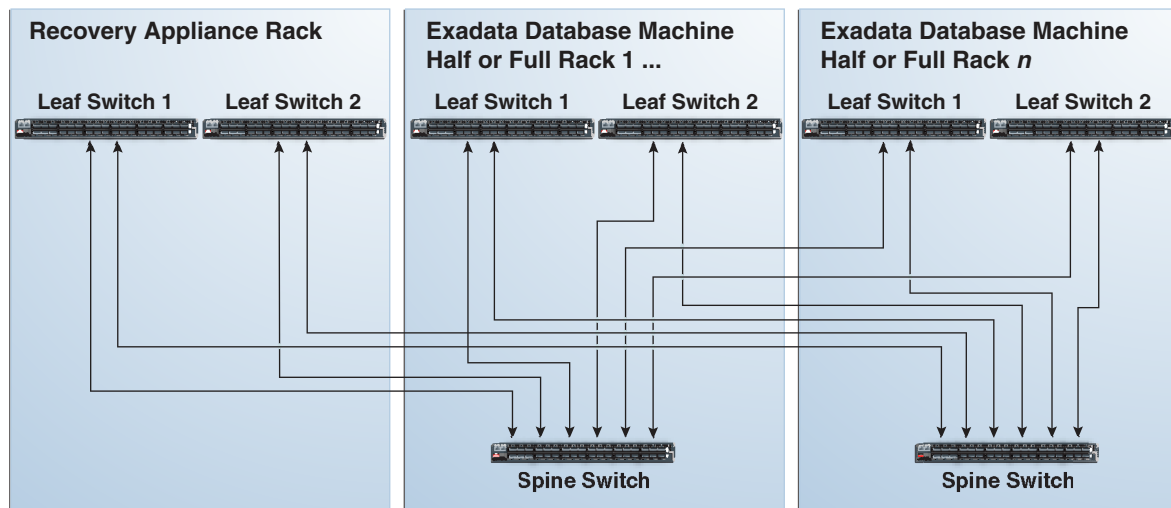 Recovery Appliance Rack
Exadata Database Machine
Half or Full Rack 1 ...
Exadata Database Machine
Half or Full Rack n
Leaf Switch 1
Leaf Switch 2
Leaf Switch 1
Leaf Switch 2
Leaf Switch 1
Leaf Switch 2
Spine Switch
Spine Switch